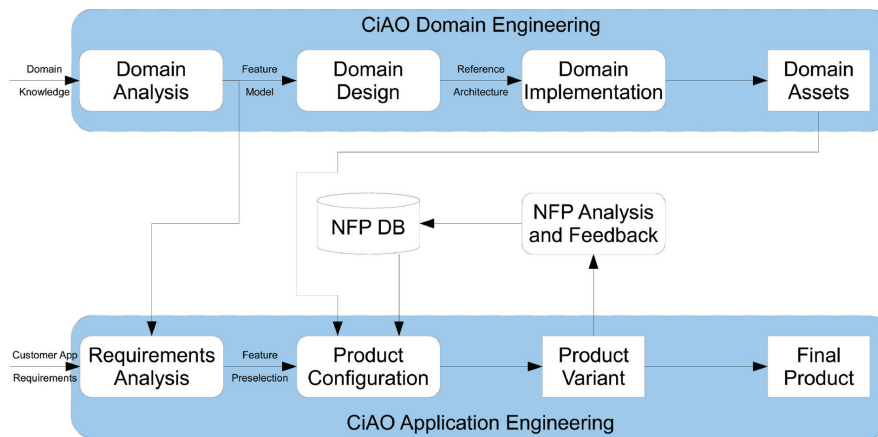 CiAO Domain Engineering
Domain
Knowledge
Domain
Analysis
Feature
Model
Domain
Design
Reference
Architecture
Domain
Implementation
Domain
Assets
NFP DB
NFP Analysis
and Feedback
Customer App
Requirements
Requirements
Analysis
Feature
Preselection
Product
Configuration
Product
Variant
Final
Product
CiAO Application Engineering